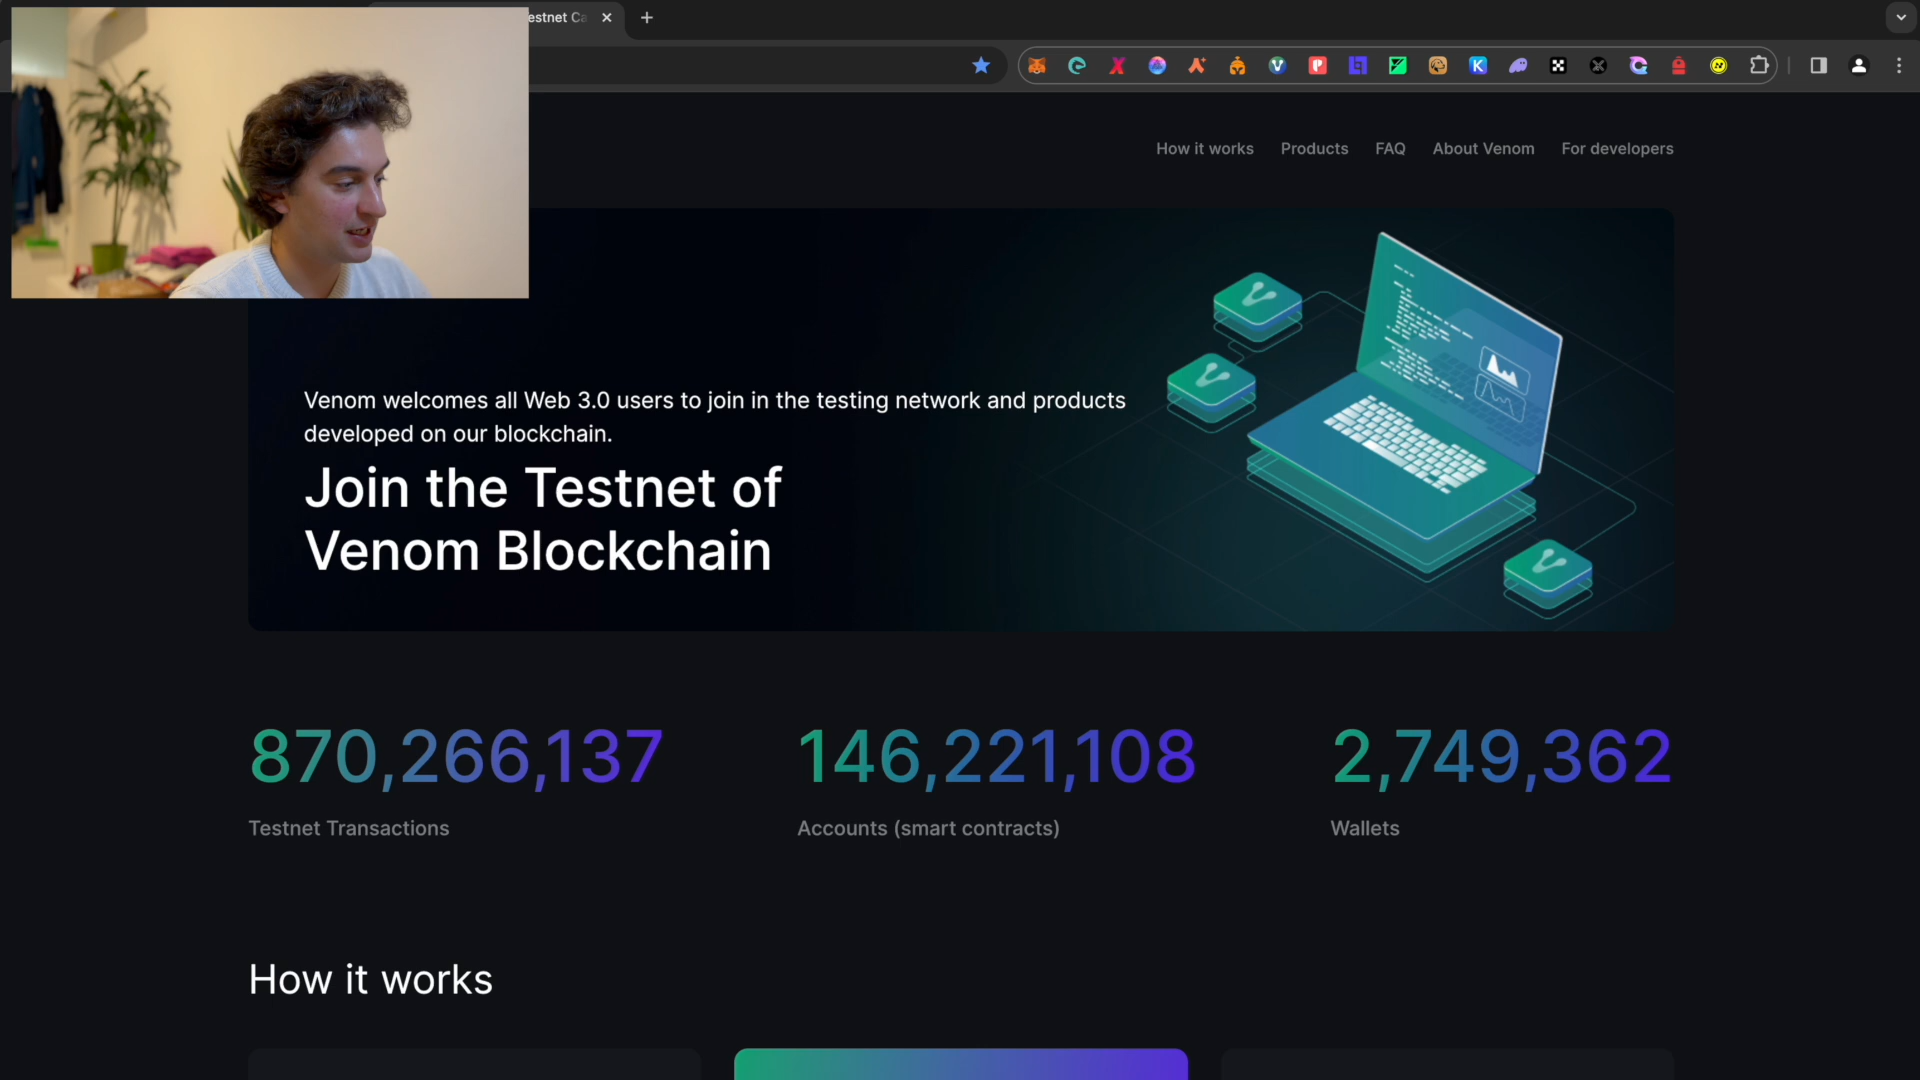 estnet Ca
How it works
Products
FAQ
About Venom
For developers
Venom welcomes all Web 3.0 users to join in the testing network and products
developed on our blockchain.
Join the Testnet of
Venom Blockchain
870,266,137
146,221,108
2,749,362
Testnet Transactions
Accounts (smart contracts)
Wallets
How it works